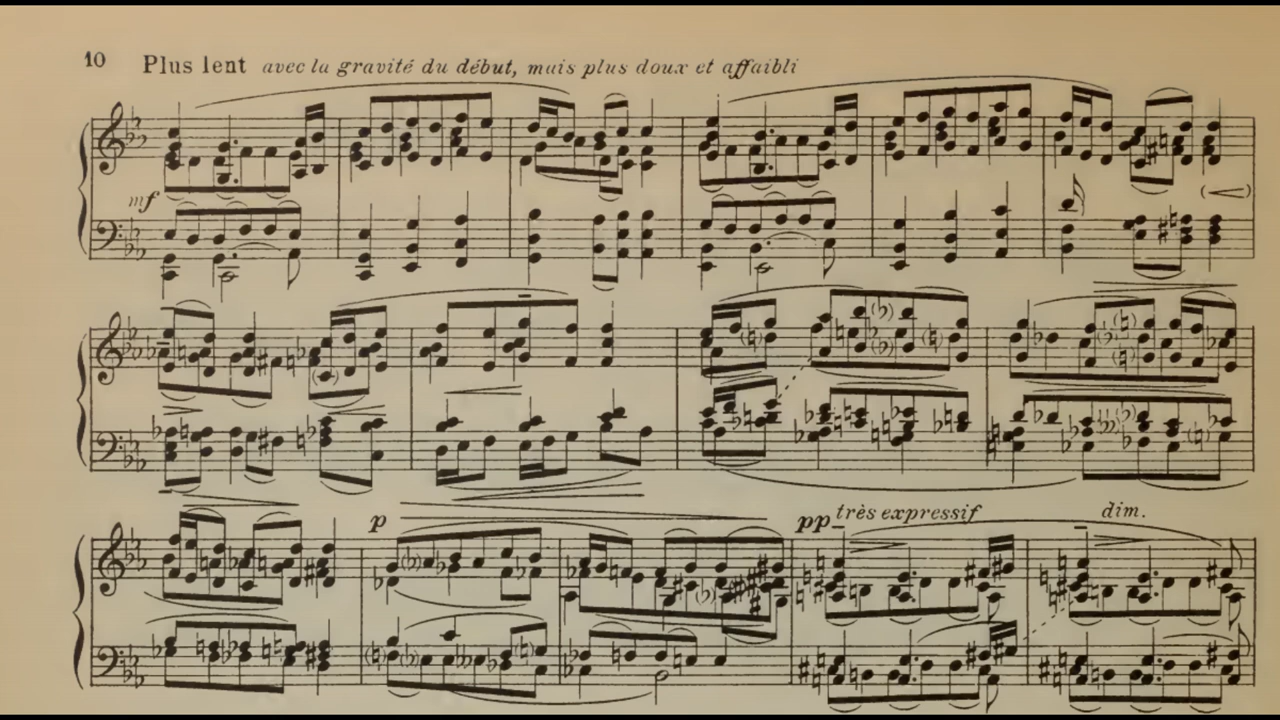 10 Plus lent avec la gravité du début, mais plus doux et affaibli
mf
p
pp très expressif dim.